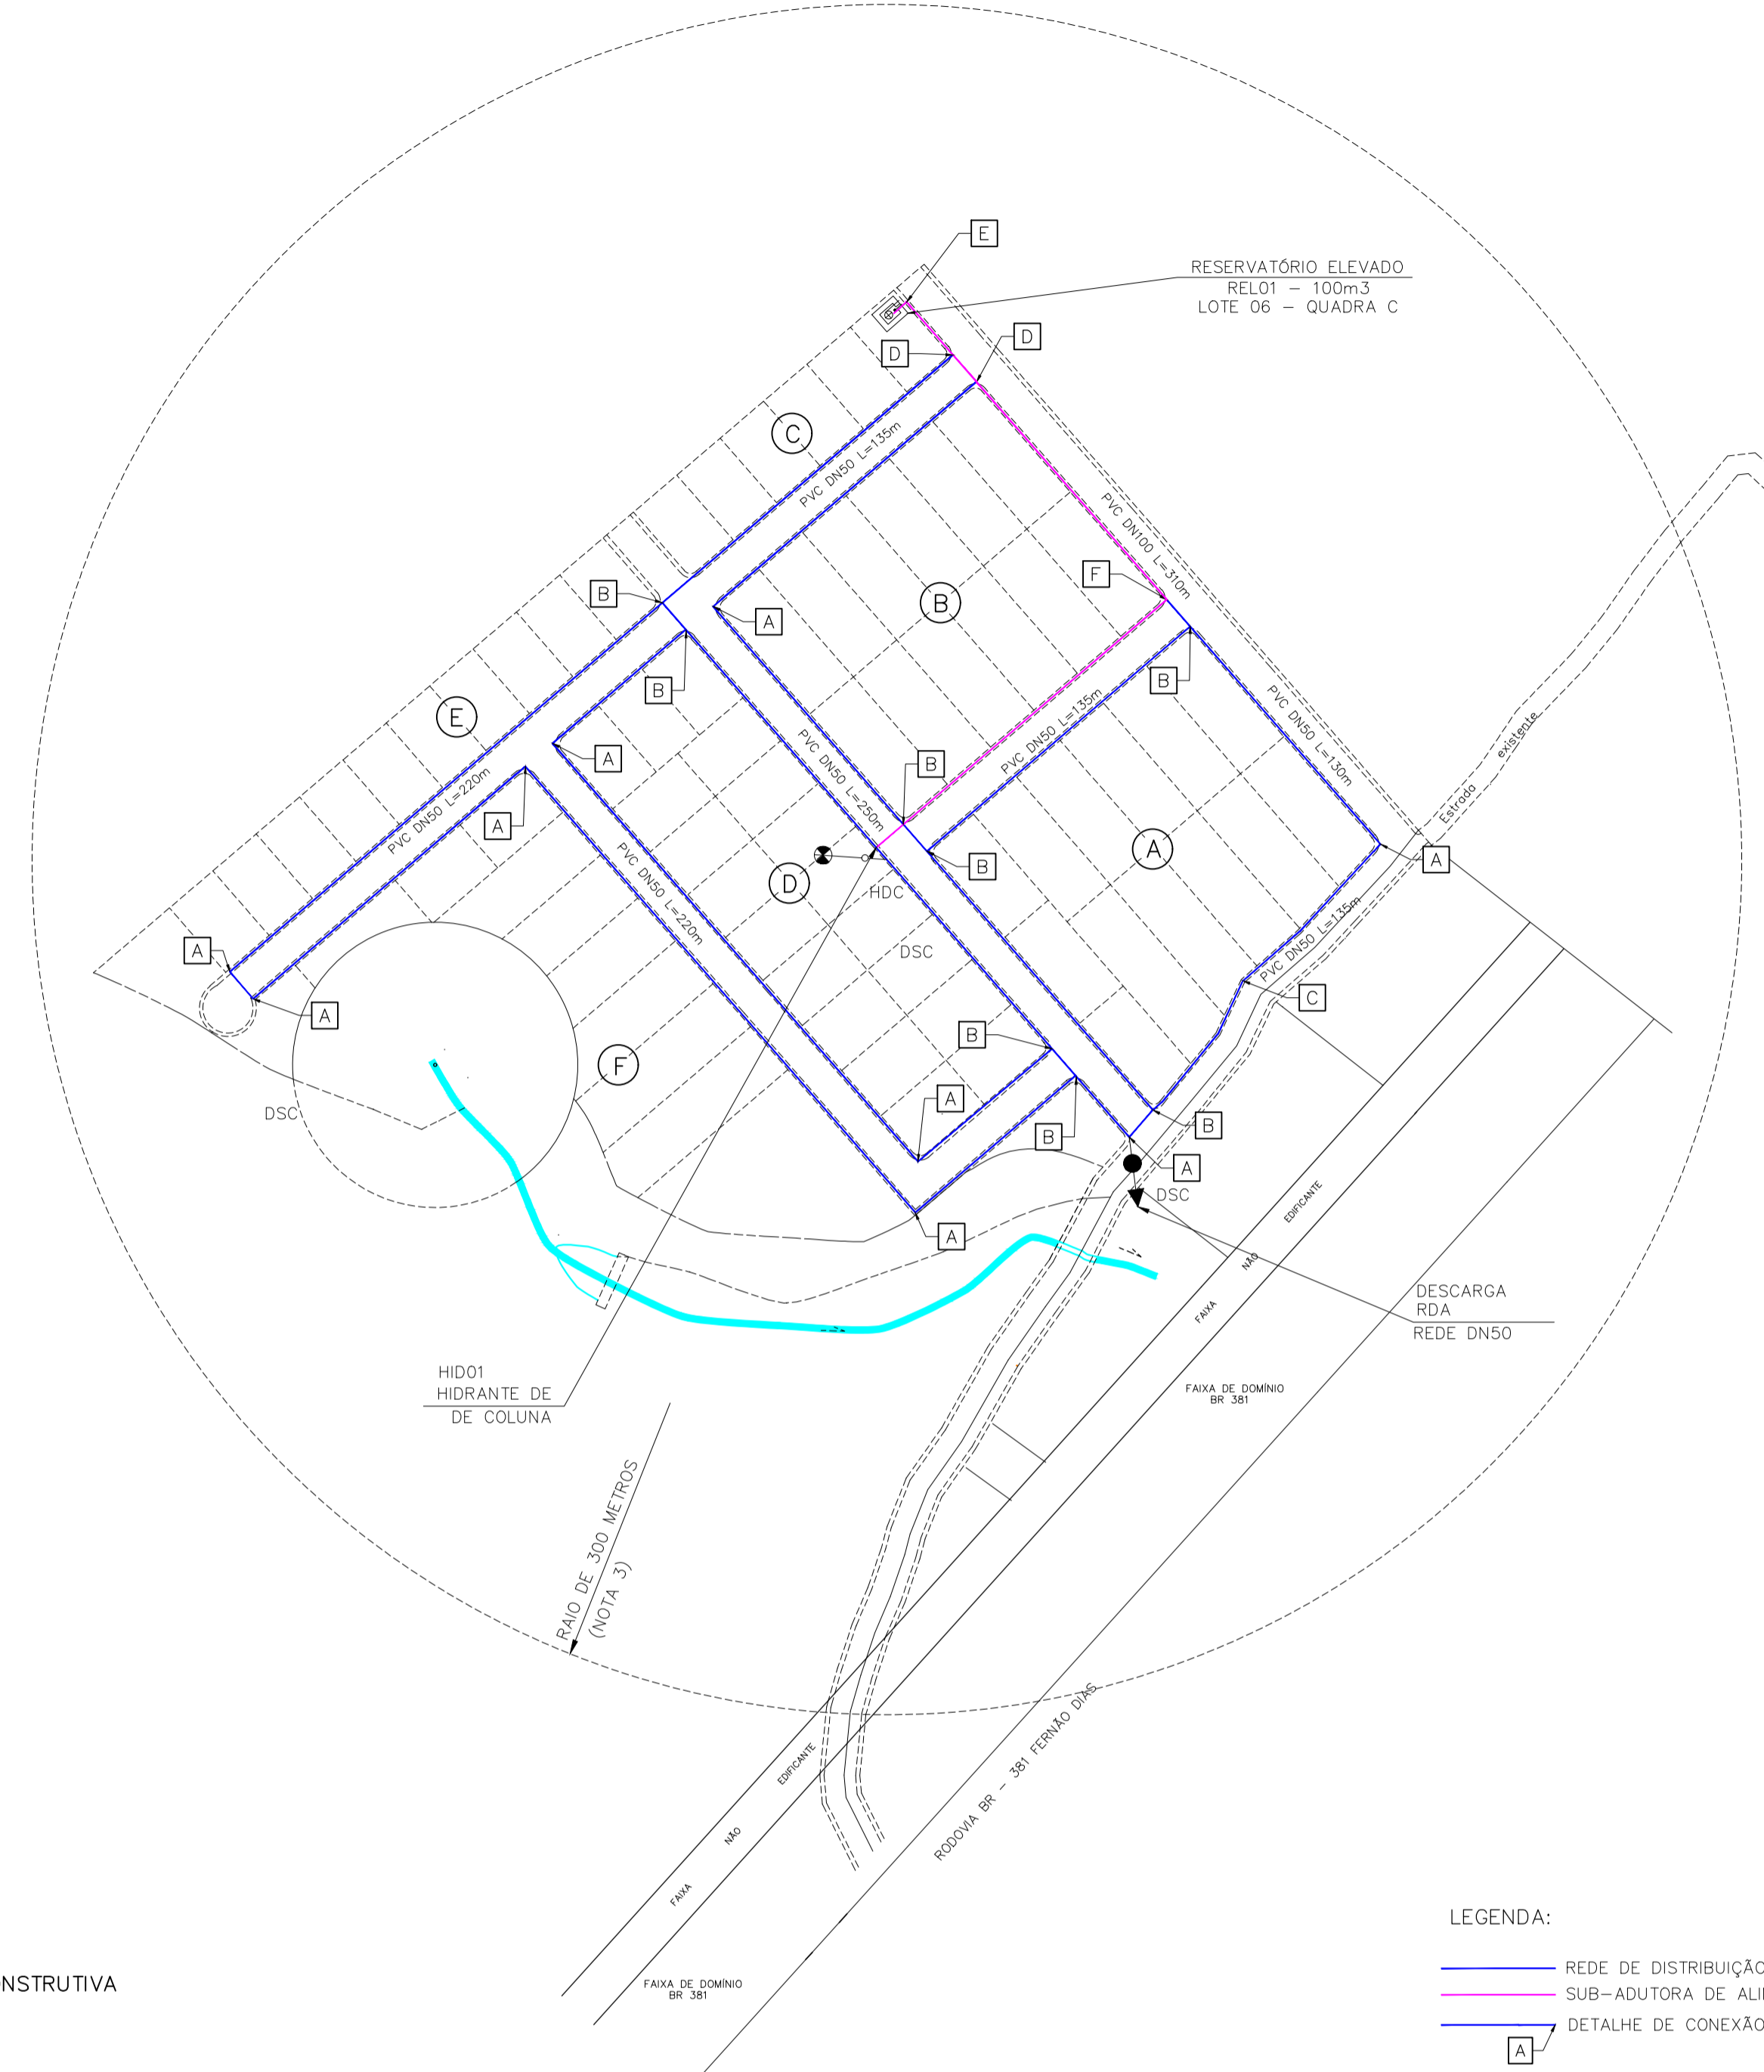 E
RESERVATÓRIO ELEVADO
REL01 - 100m3
LOTE 06 - QUADRA C
D
D
C
PVC DN50 L=135m
PVC DN100 L=310m
F
B
B
A
B
E
PVC DN50 L=220m
A
A
PVC DN50 L=220m
PVC DN50 L=250m
B
PVC DN50 L=135m
B
PVC DN50 L=130m
existente
Estrada
A
B
A
D
HDC
DSC
PVC DN50 L=135m
C
A
A
F
DSC
B
A
B
B
A
DSC
A
EDIFICANTE
NÃO
FAIXA
DESCARGA
RDA
REDE DN50
HID01
HIDRANTE DE
DE COLUNA
FAIXA DE DOMÍNIO
BR 381
RAIO DE 300 METROS
(NOTA 3)
RODOVIA BR - 381 FERNÃO DIAS
EDIFICANTE
NÃO
FAIXA
FAIXA DE DOMÍNIO
BR 381
NSTRUTIVA
LEGENDA:
REDE DE DISTRIBUIÇÃO
SUB-ADUTORA DE ALI
DETALHE DE CONEXÃO
A